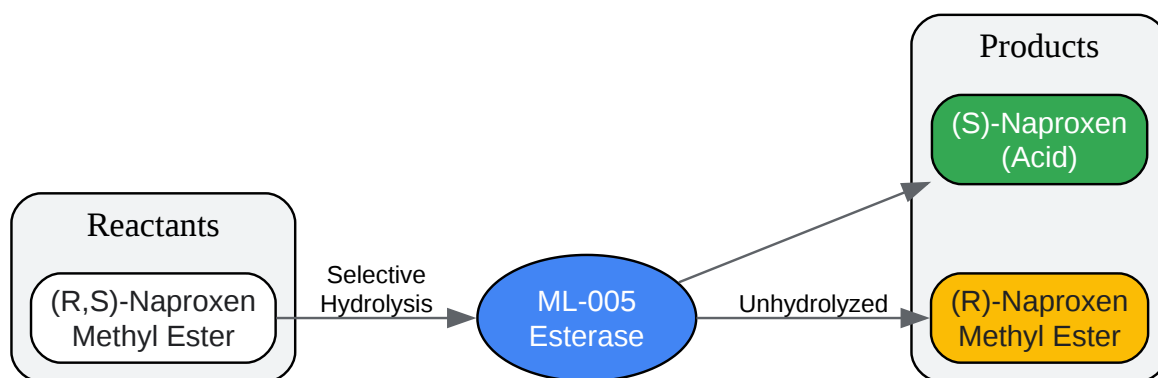 Products
(S)-Naproxen
(Acid)
Reactants
(R,S)-Naproxen
Methyl Ester
Selective
Hydrolysis
ML-005
Esterase
Unhydrolyzed
(R)-Naproxen
Methyl Ester